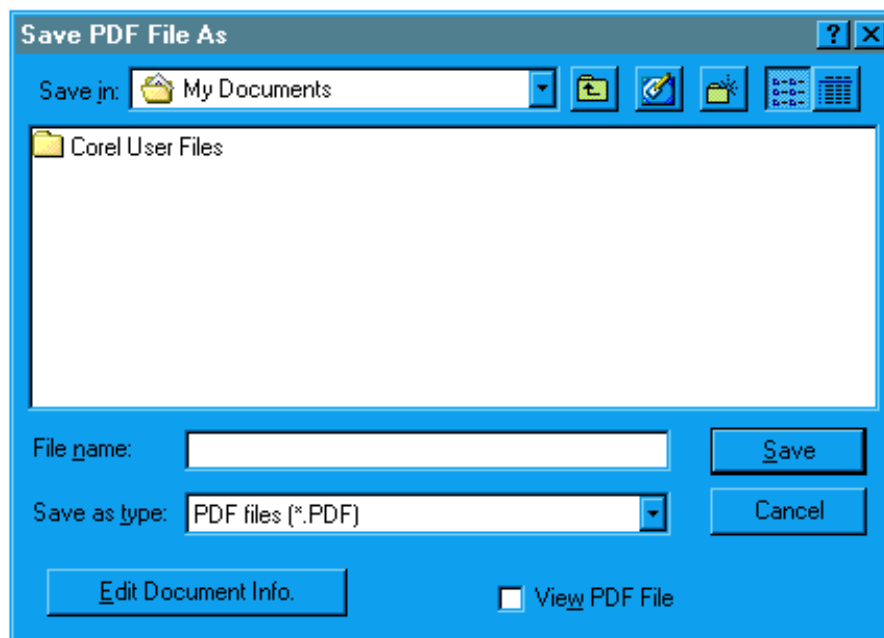 Save PDF File As
Save in: My Documents
Corel User Files
File name:
Save
Save as type: PDF files (*.PDF)
Cancel
Edit Document Info.
View PDF File